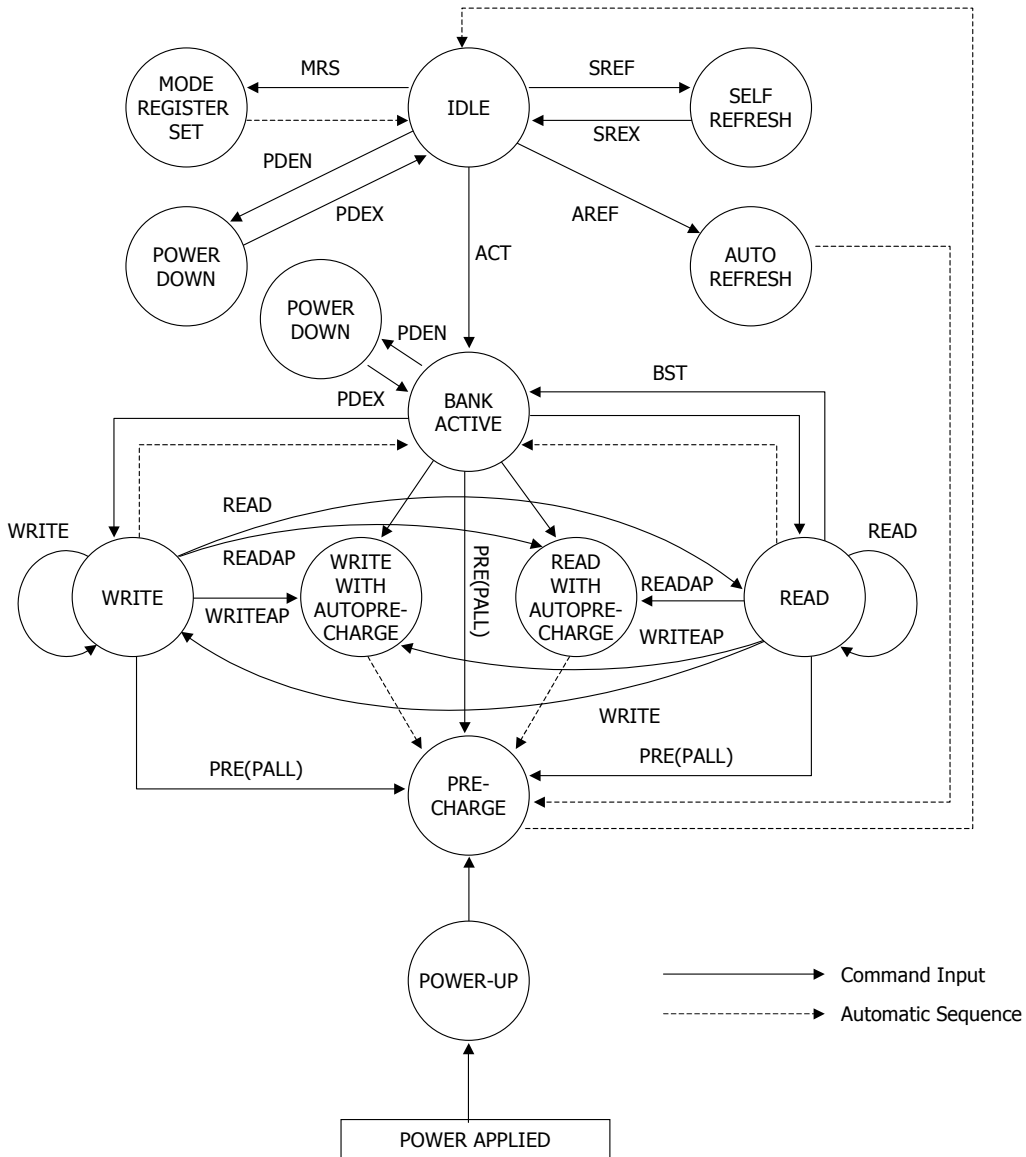 MRS
SREF
MODE
REGISTER
SET
IDLE
SELF
REFRESH
SREX
PDEN
PDEX
AREF
POWER
DOWN
ACT
AUTO
REFRESH
POWER
DOWN
PDEN
BST
PDEX
BANK
ACTIVE
READ
WRITE
READ
READAP
PRE(PALL)
WRITE
WRITE
WITH
AUTOPRE-
CHARGE
READ
WITH
AUTOPRE-
CHARGE
READAP
READ
WRITEAP
WRITEAP
WRITE
PRE(PALL)
PRE(PALL)
PRE-
CHARGE
POWER-UP
Command Input
Automatic Sequence
POWER APPLIED